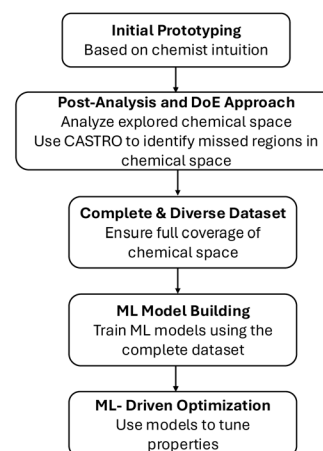 Initial Prototyping
Based on chemist intuition
Post-Analysis and DoE Approach
Analyze explored chemical space
Use CASTRO to identify missed regions in
chemical space
Complete & Diverse Dataset
Ensure full coverage of
chemical space
ML Model Building
Train ML models using the
complete dataset
ML- Driven Optimization
Use models to tune
properties